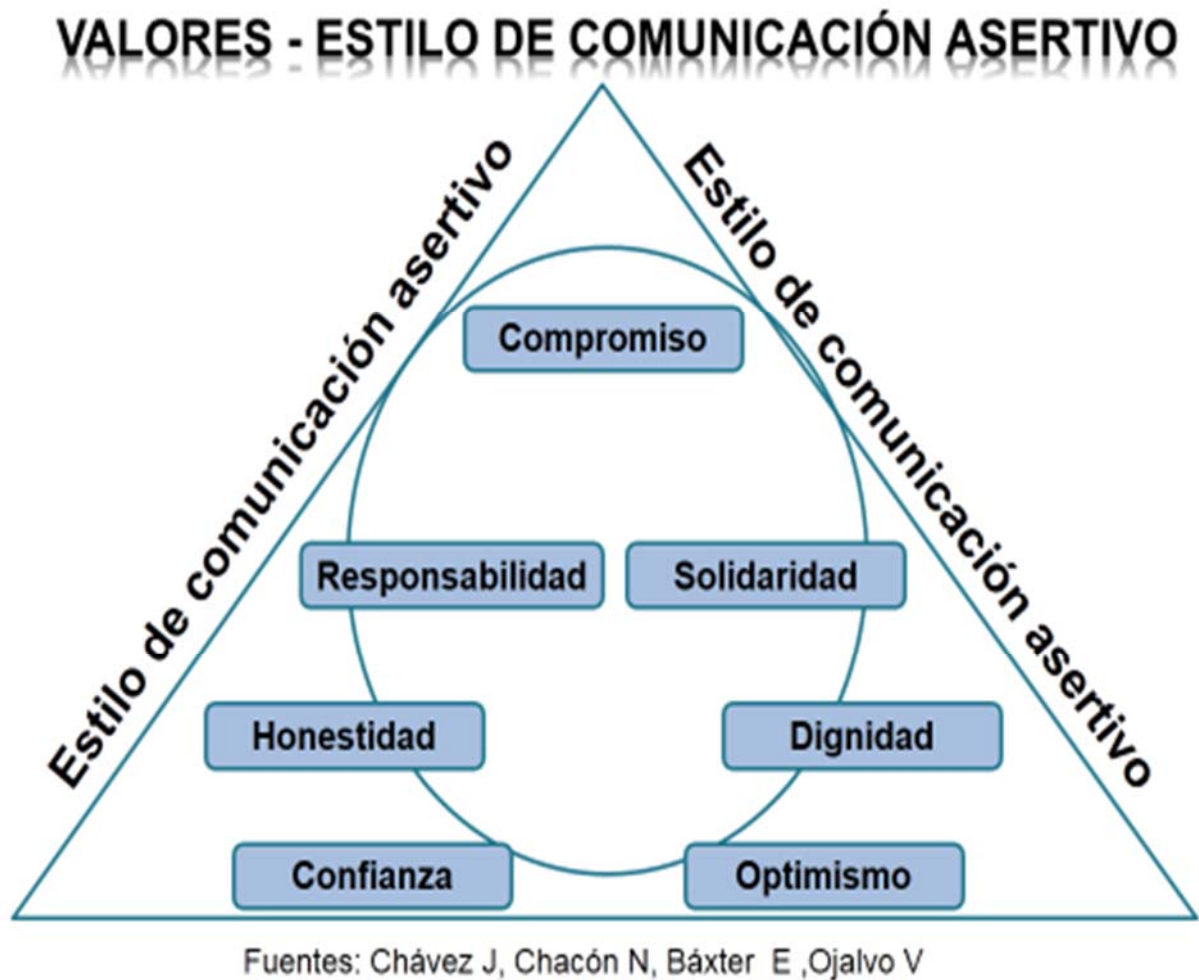 VALORES - ESTILO DE COMUNICACIÓN ASERTIVO
Estilo de comunicación asertivo
Estilo de comunicación asertivo
Compromiso
Responsabilidad
Solidaridad
Honestidad
Dignidad
Confianza
Optimismo
Fuentes: Chávez J, Chacón N, Báxter E ,Ojalvo V